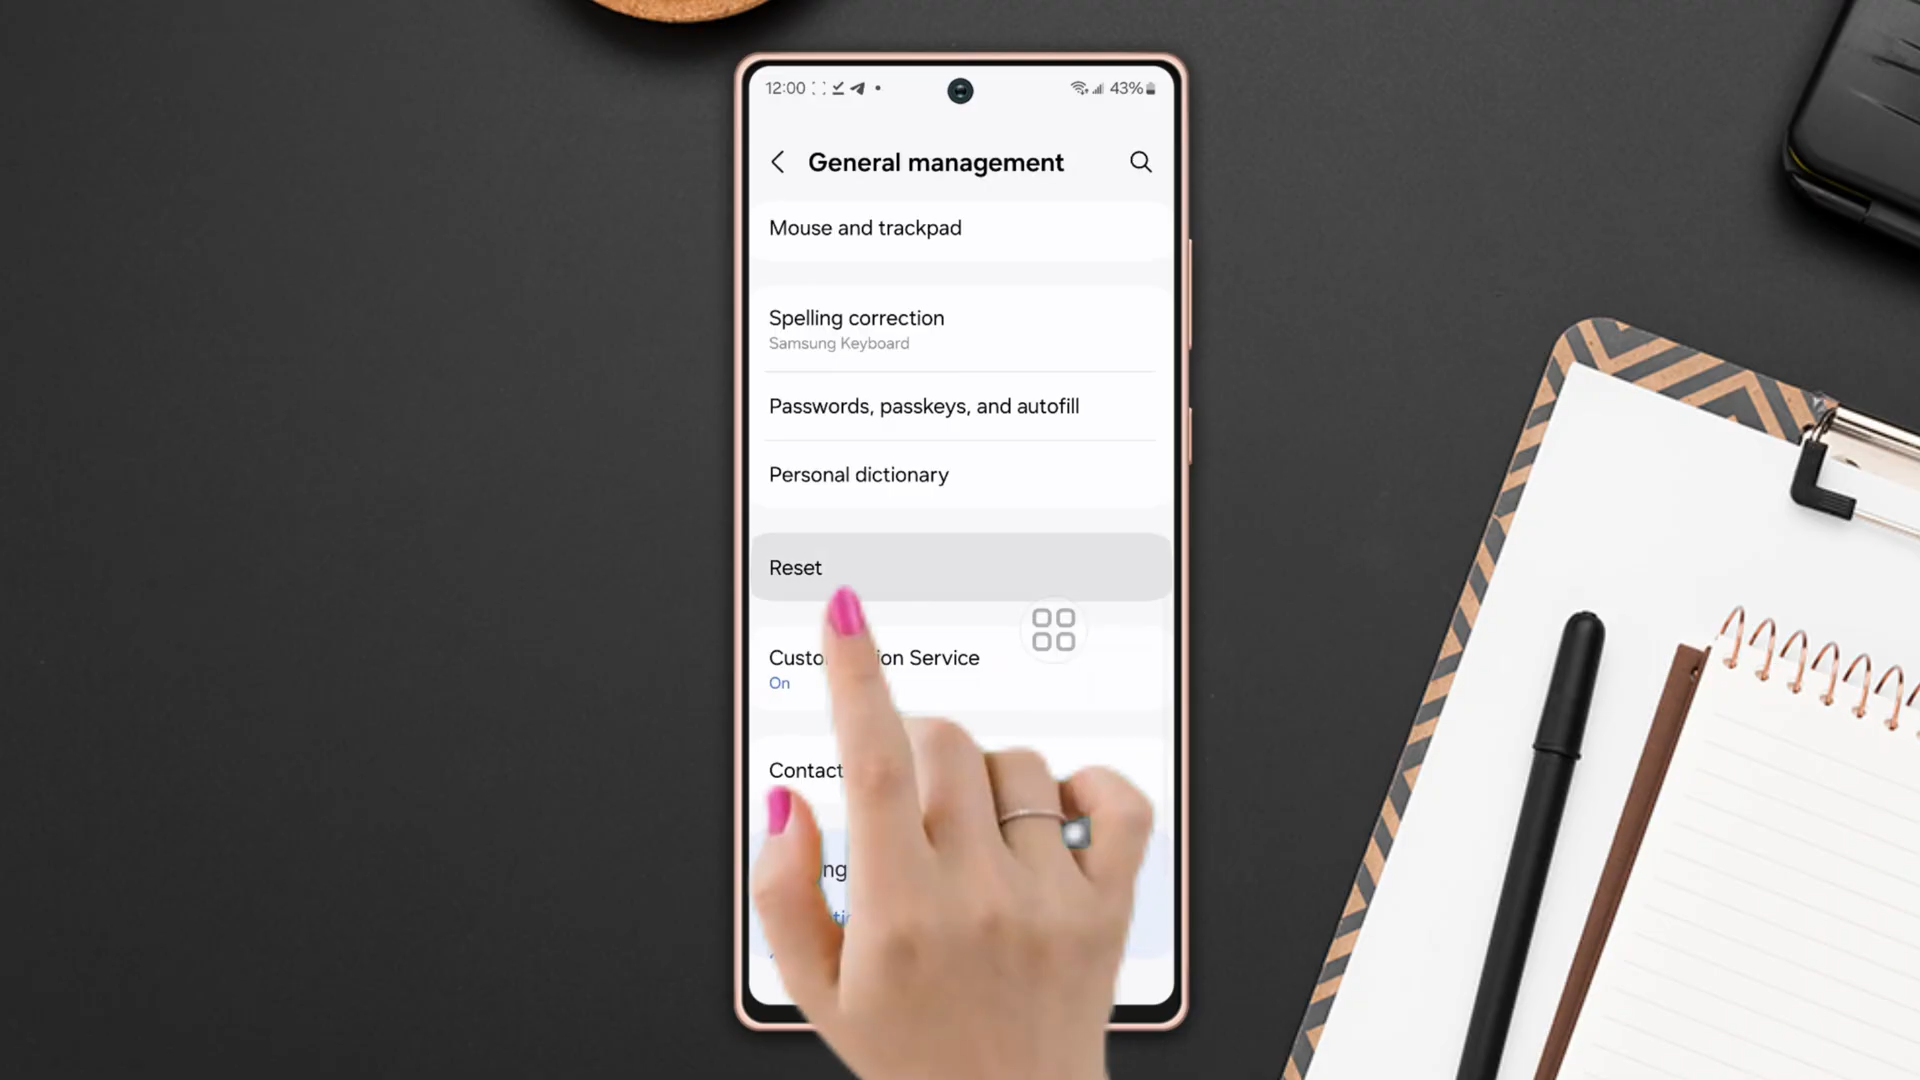 12:00
43%
General management
Mouse and trackpad
Spelling correction
Samsung Keyboard
Passwords, passkeys, and autofill
Personal dictionary
Reset
Service
On
Contact